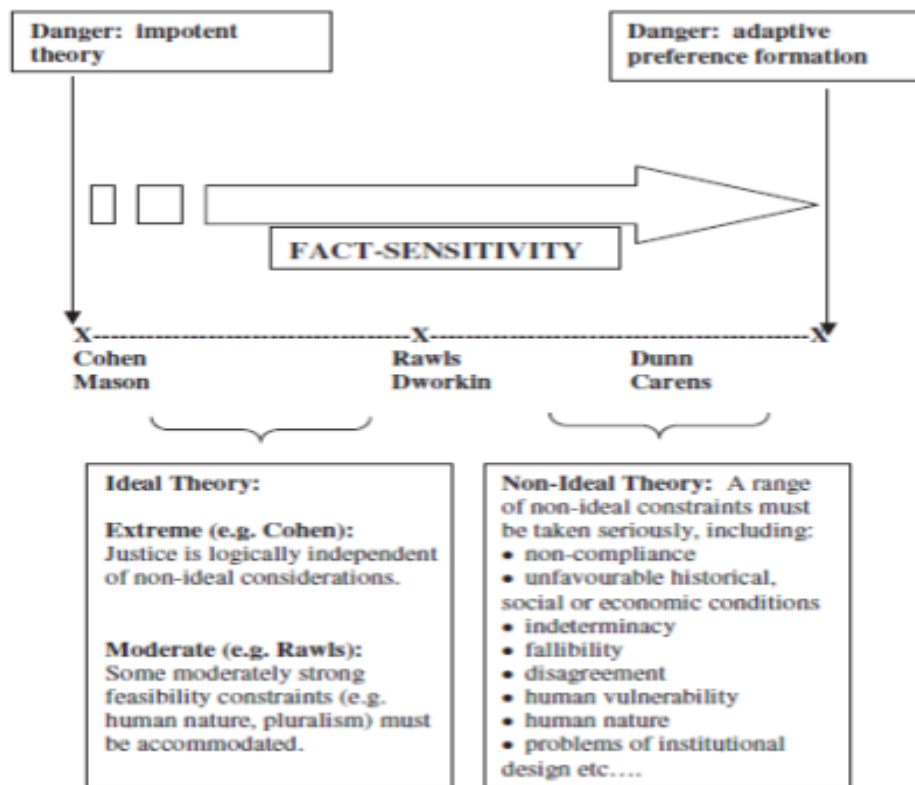 Danger: impotent
theory
Danger: adaptive
preference formation
FACT-SENSITIVITY
X-----------------------------------X------------------------------------------X
Cohen Rawls Dunn
Mason Dworkin Carens
Ideal Theory:
Extreme (e.g. Cohen):
Justice is logically independent
of non-ideal considerations.
Moderate (e.g. Rawls):
Some moderately strong
feasibility constraints (e.g.
human nature, pluralism) must
be accommodated.
Non-Ideal Theory: A range
of non-ideal constraints must
be taken seriously, including:
• non-compliance
• unfavourable historical,
social or economic conditions
• indeterminacy
• fallibility
• disagreement
• human vulnerability
• human nature
• problems of institutional
design etc….